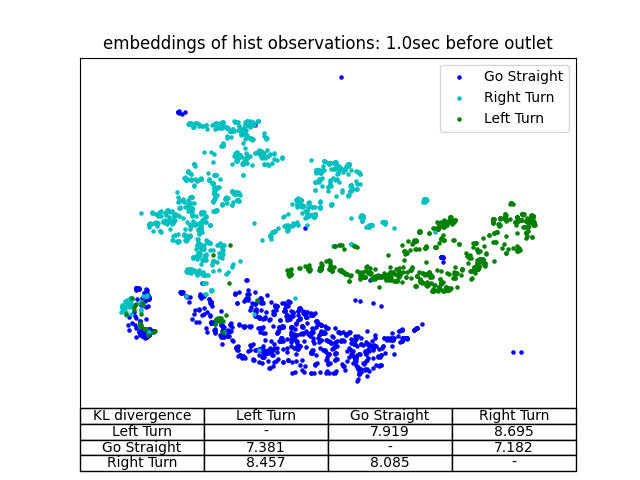 embeddings of hist observations: 1.0sec before outlet
Go Straight
Right Turn
Left Turn
KL divergence Left Turn Go Straight Right Turn
Left Turn - 7.919 8.695
Go Straight 7.381 - 7.182
Right Turn 8.457 8.085 -